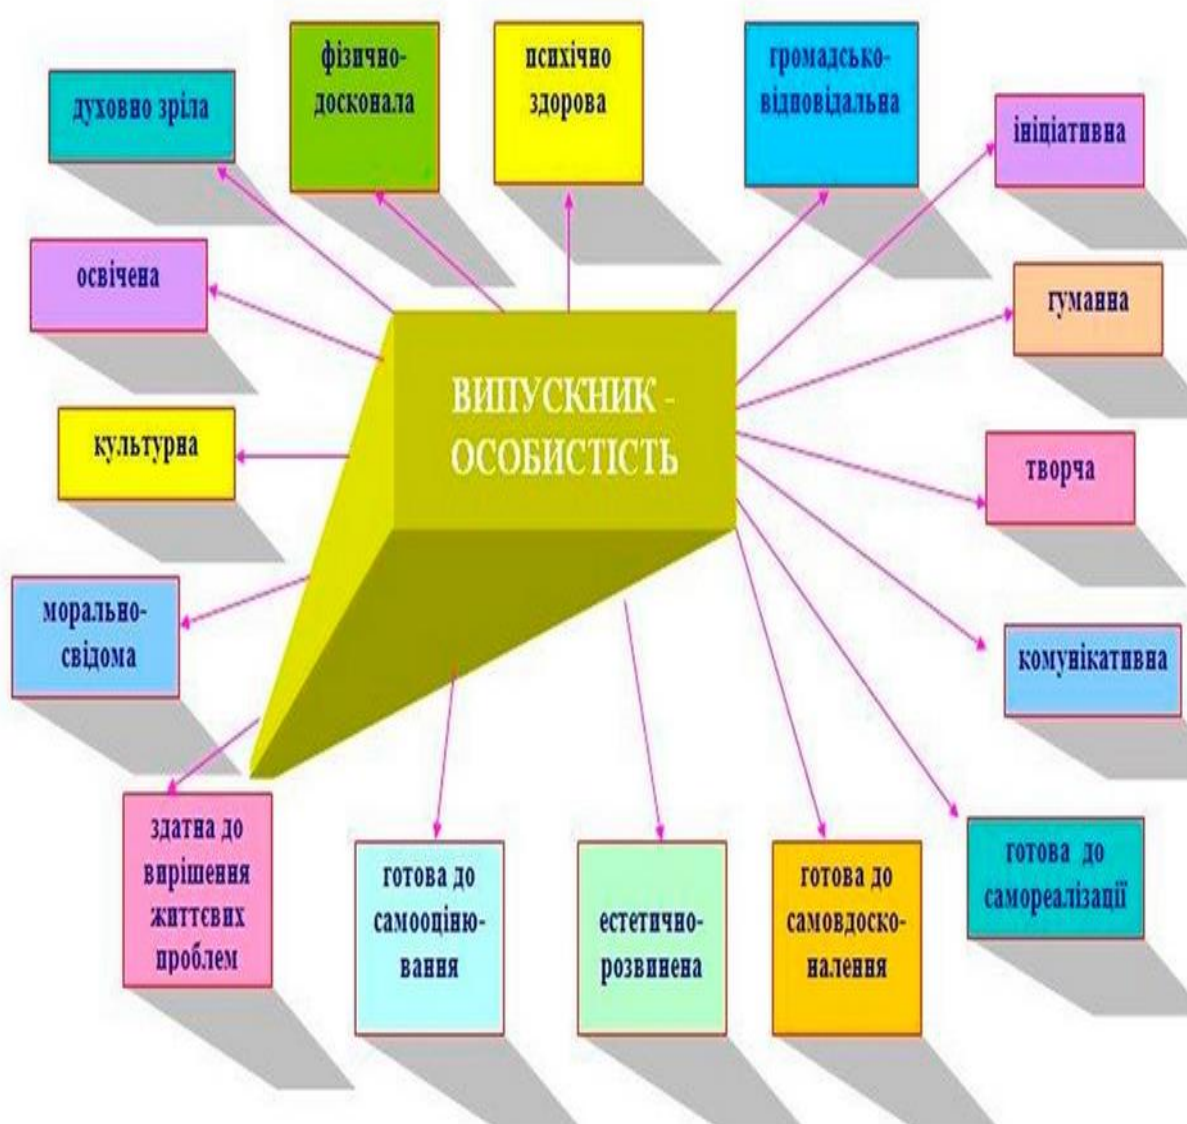 духовно зріла
фізично-
досконала
психічно
здорова
громадсько-
відповідальна
ініціативна
освічена
гуманна
ВИПУСКНИК -
ОСОБИСТІСТЬ
культурна
творча
морально-
свідома
комунікативна
здатна до
вирішення
життєвих
проблем
готова до
самооціню-
вання
естетично-
розвинена
готова до
самовдоско-
налення
готова до
самореалізації